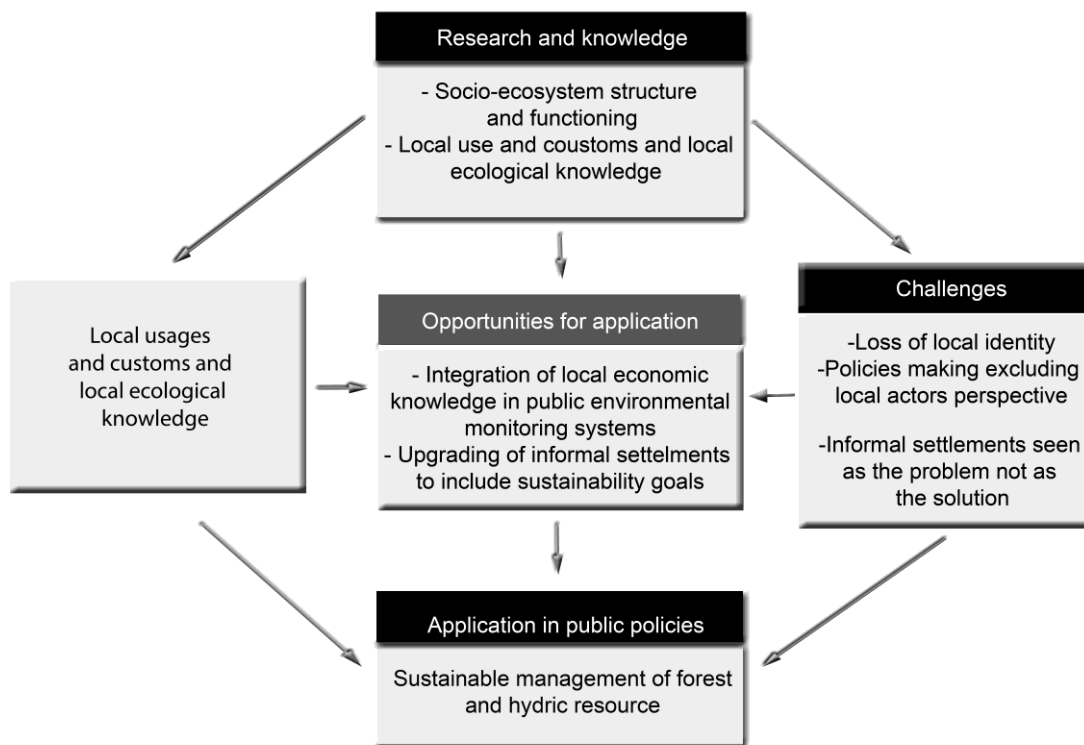 Research and knowledge
- Socio-ecosystem structure
and functioning
- Local use and coustoms and local
ecological knowledge
Local usages
and customs and
local ecological
knowledge
Opportunities for application
- Integration of local economic
knowledge in public environmental
monitoring systems
- Upgrading of informal settelments
to include sustainability goals
Challenges
-Loss of local identity
-Policies making excluding
local actors perspective
-Informal settlements seen
as the problem not as
the solution
Application in public policies
Sustainable management of forest
and hydric resource